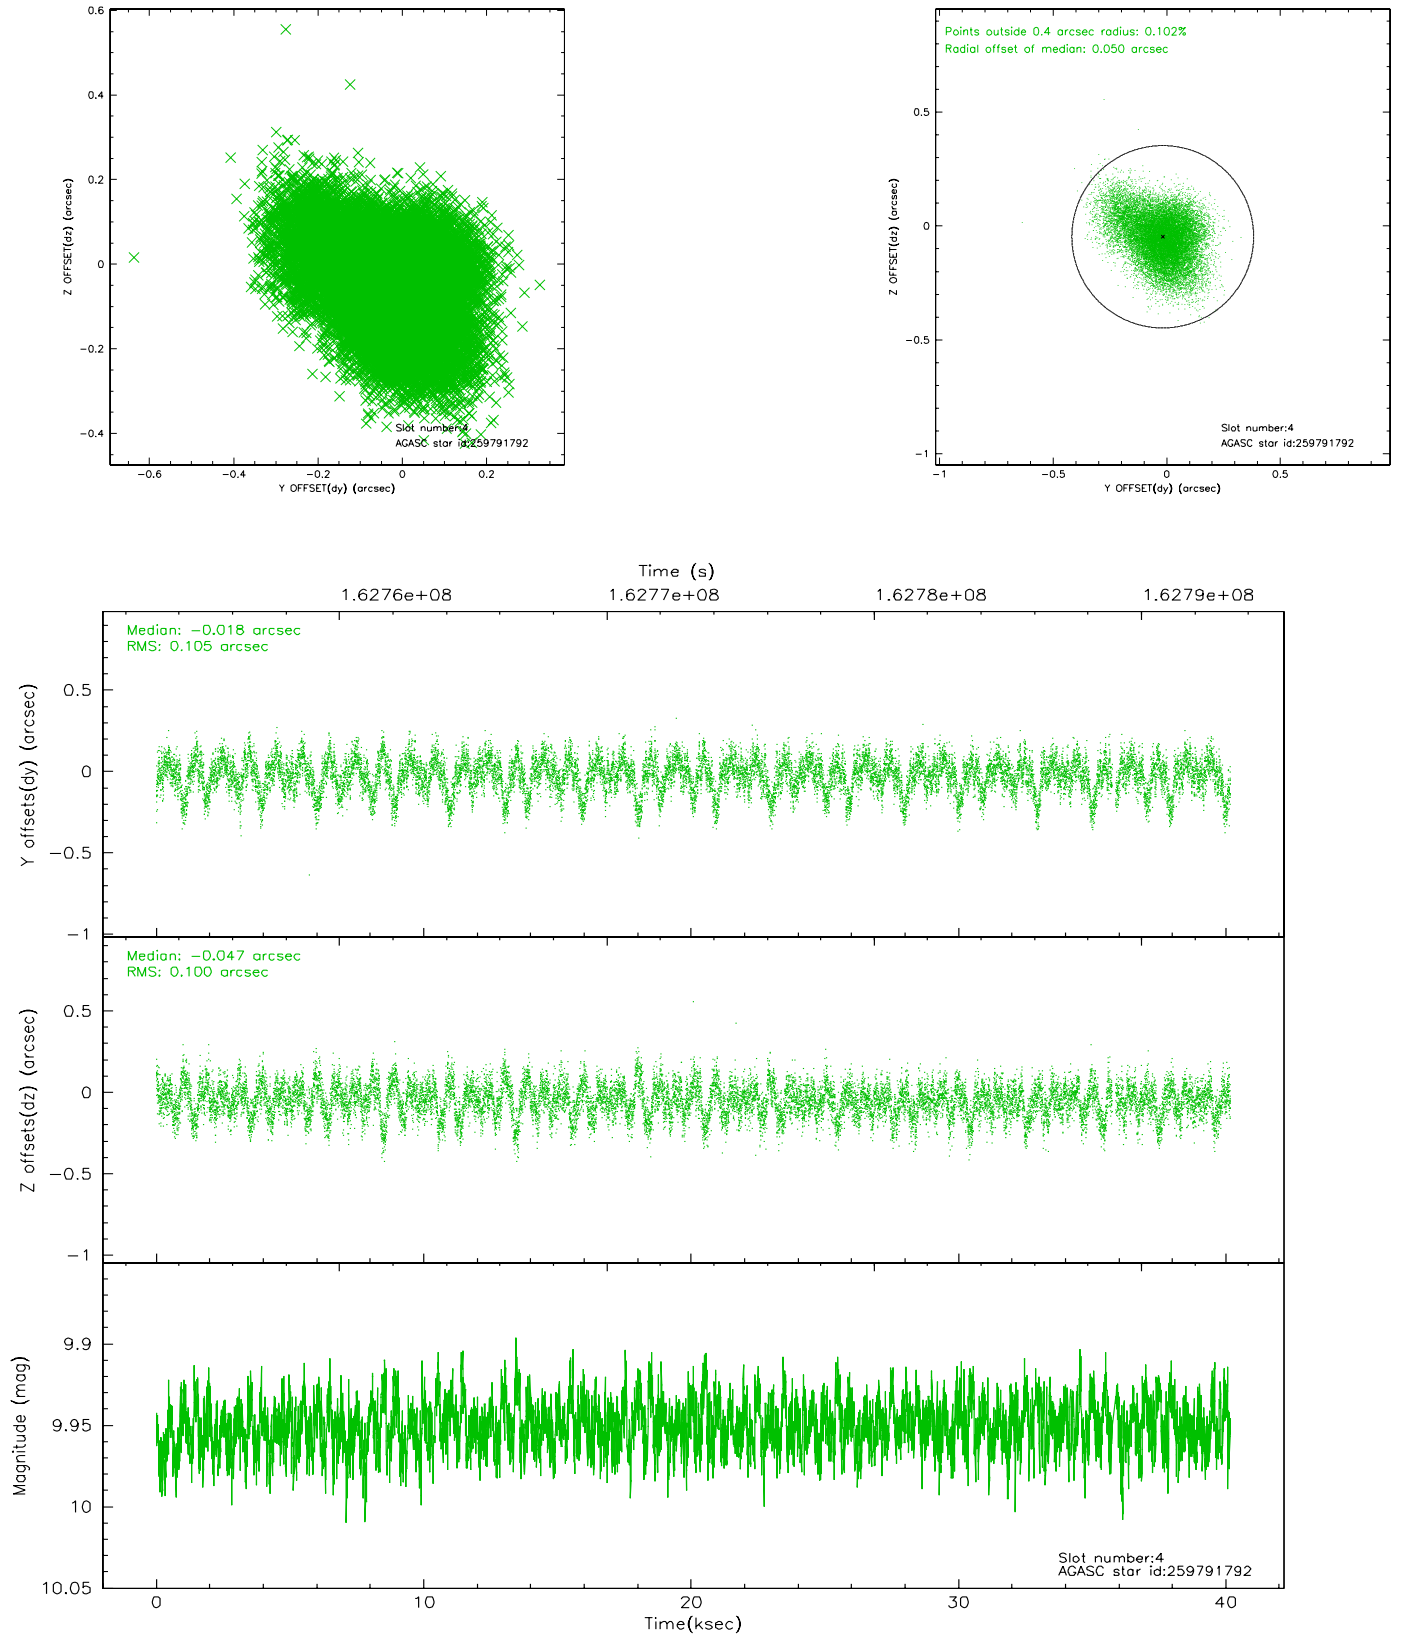 0.6
0.4
0.2
0
−0.2
−0.4
Z OFFSET(dz) (arcsec)
Slot number:4
AGASC star id:259791792
−0.6
−0.4
−0.2
0
0.2
Y OFFSET(dy) (arcsec)
Points outside 0.4 arcsec radius: 0.102%
Radial offset of median: 0.050 arcsec
0.5
0
−0.5
−1
Z OFFSET(dz) (arcsec)
Slot number:4
AGASC star id:259791792
−1
−0.5
0
0.5
Y OFFSET(dy) (arcsec)
Time (s)
1.6276e+08
1.6277e+08
1.6278e+08
1.6279e+08
Median: −0.018 arcsec
RMS: 0.105 arcsec
0.5
0
−0.5
−1
Y offsets(dy) (arcsec)
Median: −0.047 arcsec
RMS: 0.100 arcsec
0.5
0
−0.5
−1
Z offsets(dz) (arcsec)
9.9
9.95
10
10.05
Magnitude (mag)
Slot number:4
AGASC star id:259791792
0
10
20
30
40
Time(ksec)